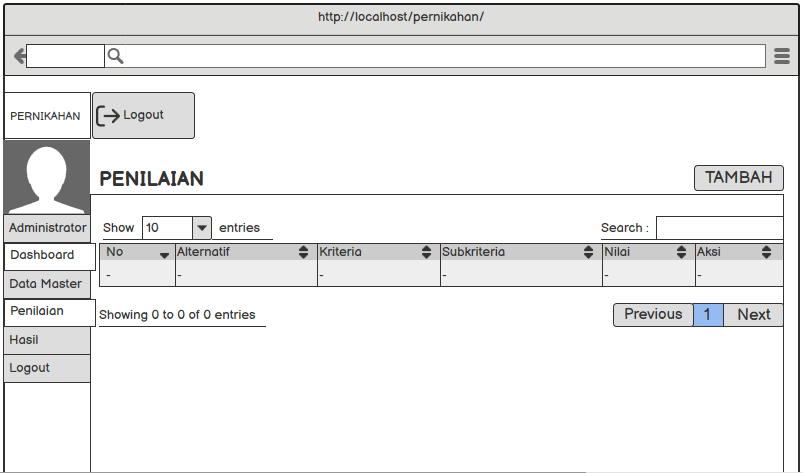 http://localhost/pernikahan/
PERNIKAHAN
Logout
PENILAIAN
TAMBAH
Administrator
Dashboard
Data Master
Penilaian
Hasil
Logout
Show 10 entries
Search :
No Alternatif Kriteria Subkriteria Nilai Aksi
- - - - - -
Showing 0 to 0 of 0 entries
Previous 1 Next